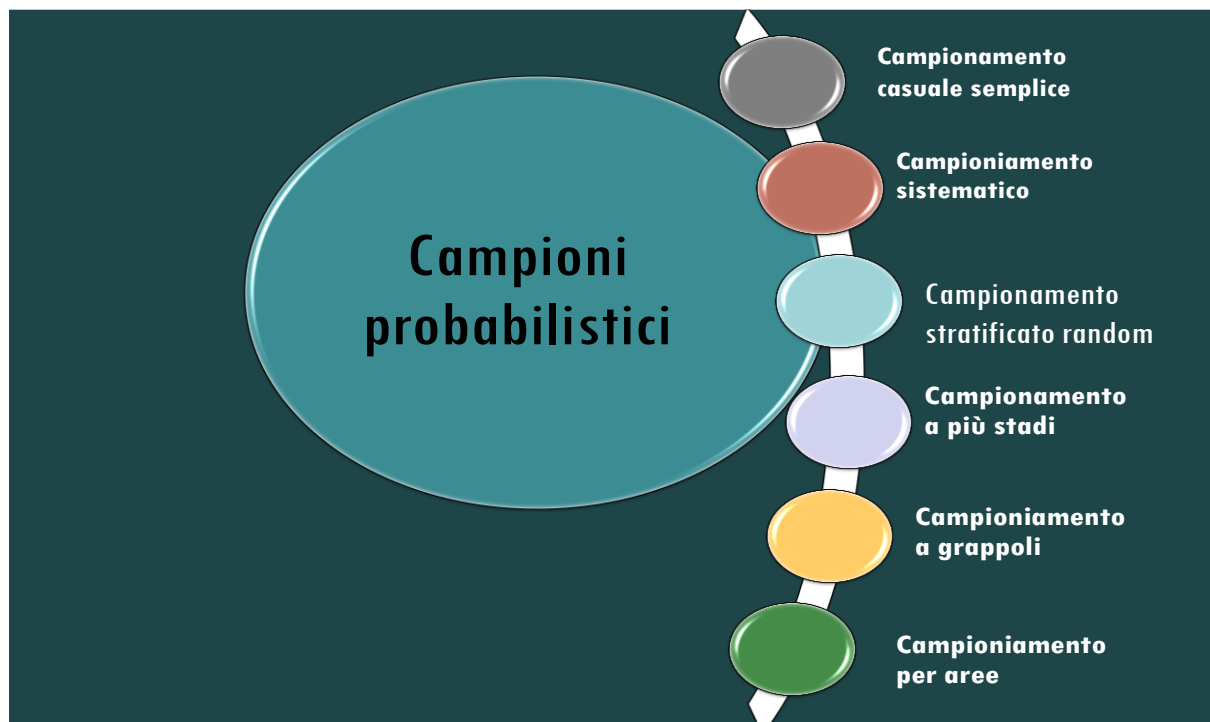 Campioni
probabilistici
Campionamento
casuale semplice
Campioniamento
sistematico
Campionamento
stratificato random
Campionamento
a più stadi
Campioniamento
a grappoli
Campioniamento
per aree